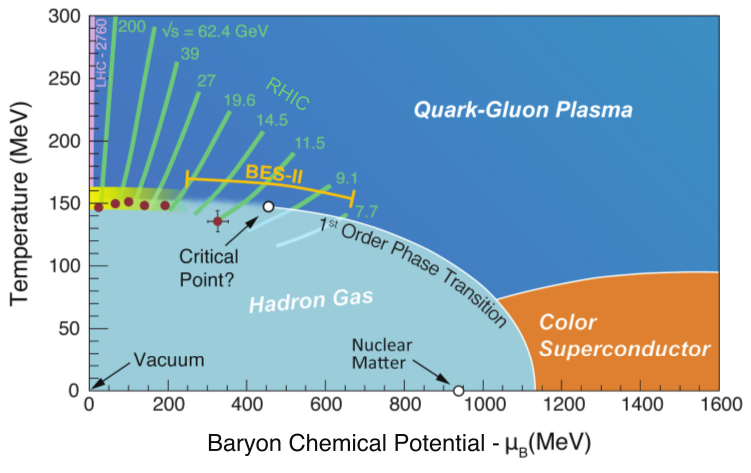 300
250
200
150
100
50
0
Temperature (MeV)
LHC - 2760
200
√s = 62.4 GeV
39
27
19.6
RHIC
14.5
11.5
9.1
7.7
BES-II
Quark-Gluon Plasma
Critical
Point?
1st Order Phase Transition
Hadron Gas
Color
Superconductor
Nuclear
Matter
Vacuum
0
200
400
600
800
1000
1200
1400
1600
Baryon Chemical Potential - μB(MeV)